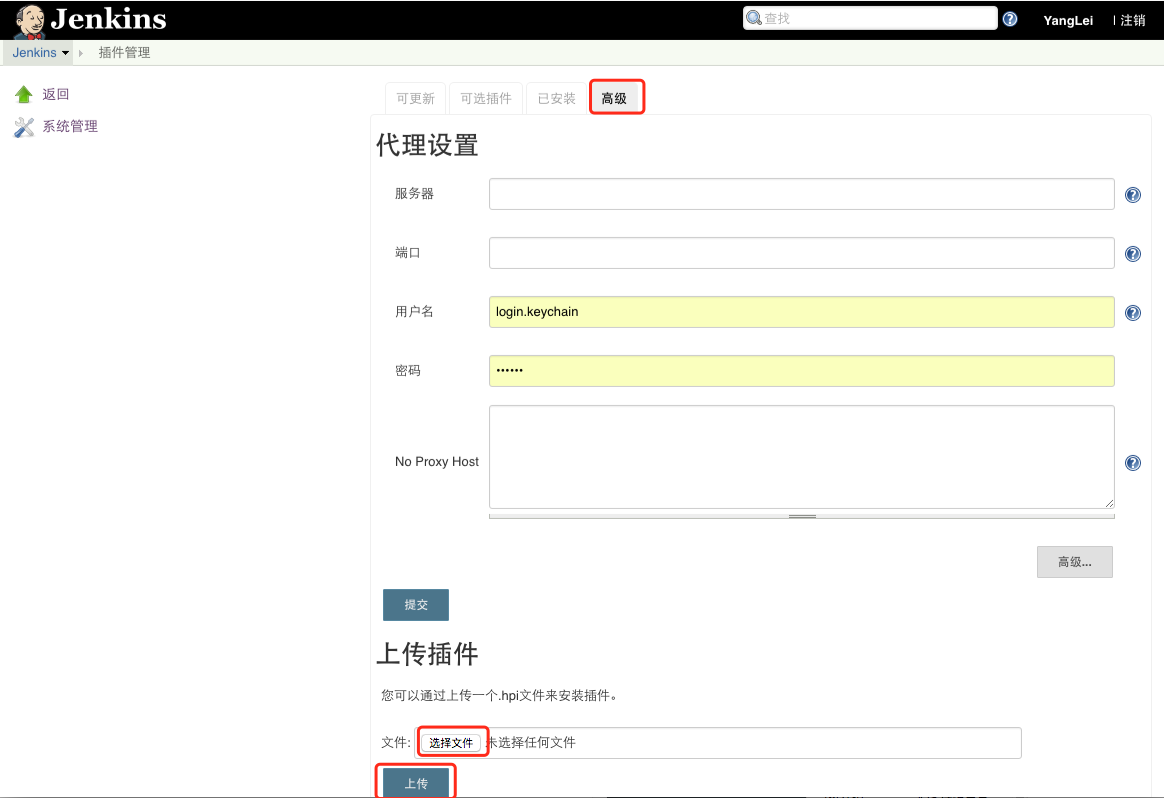 Jenkins
查找
YangLei
| 注销
Jenkins
插件管理
返回
系统管理
可更新
可选插件
已安装
高级
代理设置
服务器
端口
用户名
login.keychain
密码
••••••
No Proxy Host
高级...
提交
上传插件
您可以通过上传一个.hpi文件来安装插件。
文件: 选择文件 未选择任何文件
上传